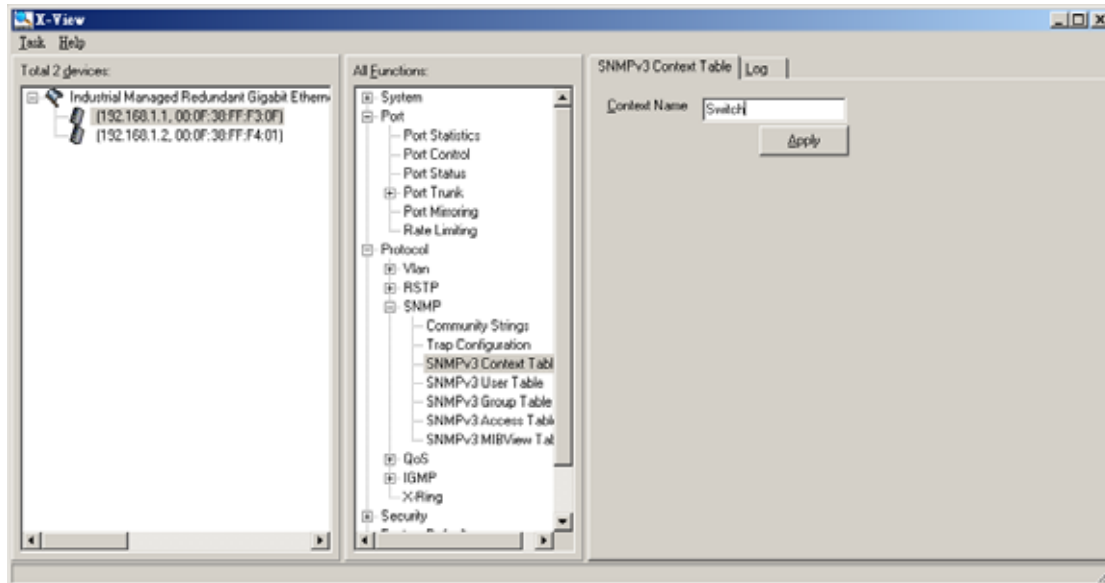 X-View
Task Help
Total 2 devices:
Industrial Managed Redundant Gigabit Ethern
(192.168.1.1, 00:0F:38:FF:F3:0F)
(192.168.1.2, 00:0F:38:FF:F4:01)
All Functions:
System
Port
Port Statistics
Port Control
Port Status
Port Trunk
Port Mirroring
Rate Limiting
Protocol
Vlan
RSTP
SNMP
Community Strings
Trap Configuration
SNMPv3 Context Tabl
SNMPv3 User Table
SNMPv3 Group Table
SNMPv3 Access Tabl
SNMPv3 MIBView Tal
QoS
IGMP
X-Ring
Security
SNMPv3 Context Table Log
Context Name Switch
Apply